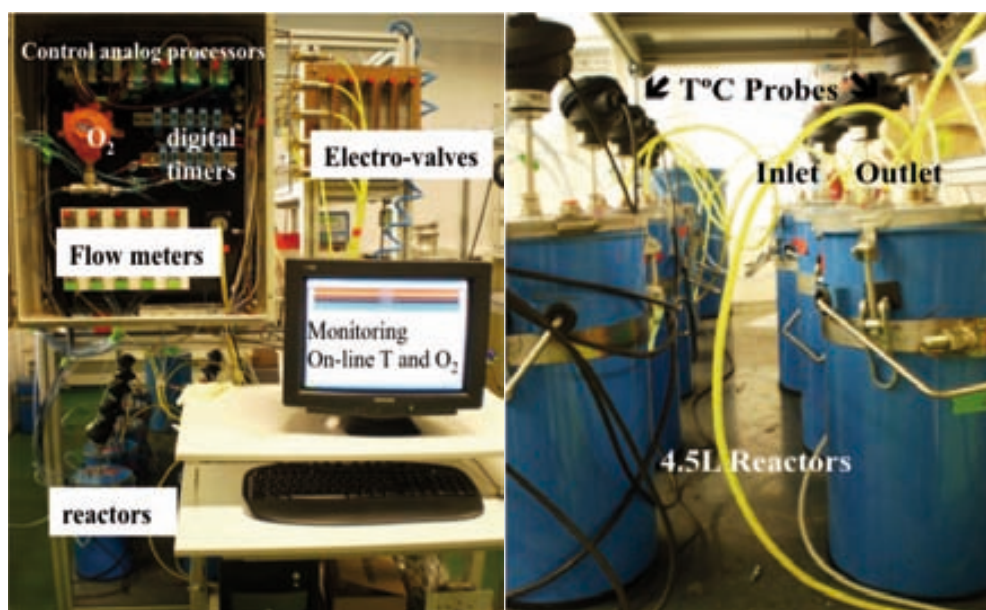 Control analog processors
O₂
digital
timers
Electro-valves
Flow meters
Monitoring
On-line T and O₂
reactors
TºC Probes
Inlet
Outlet
4.5L Reactors